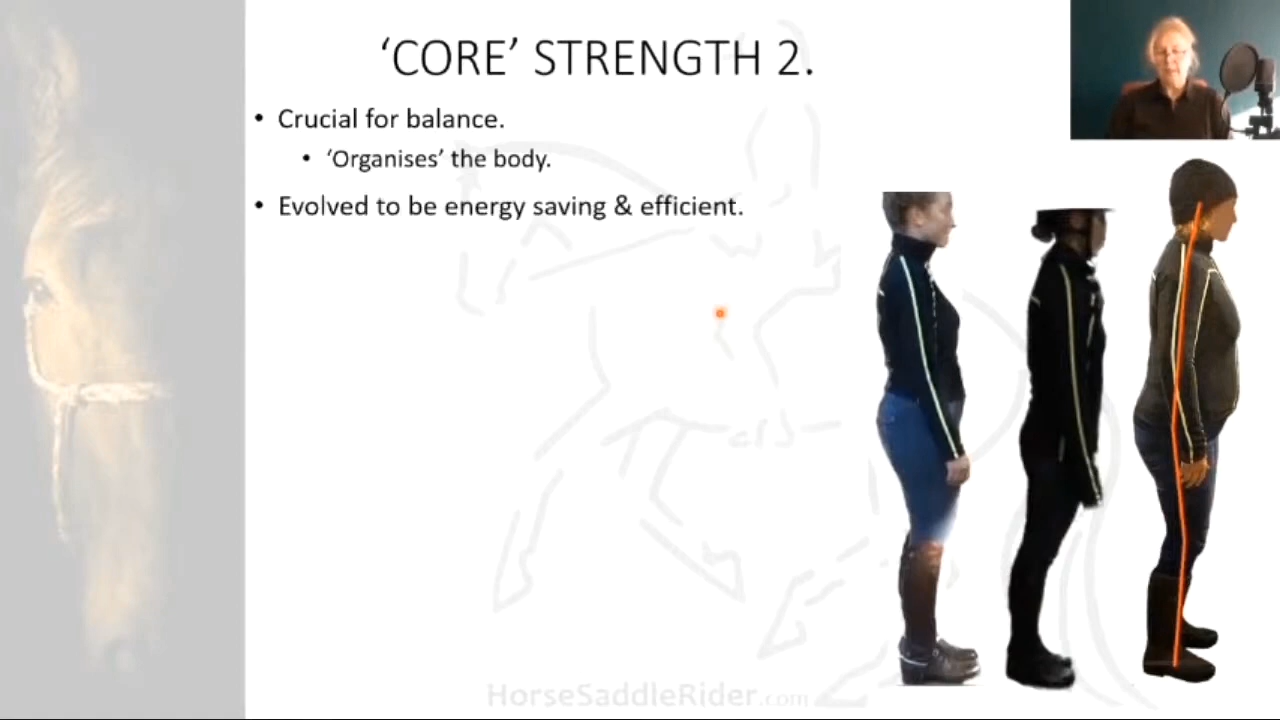 ‘CORE’ STRENGTH 2.
• Crucial for balance.
• ‘Organises’ the body.
• Evolved to be energy saving & efficient.
HorseSaddleRider.com